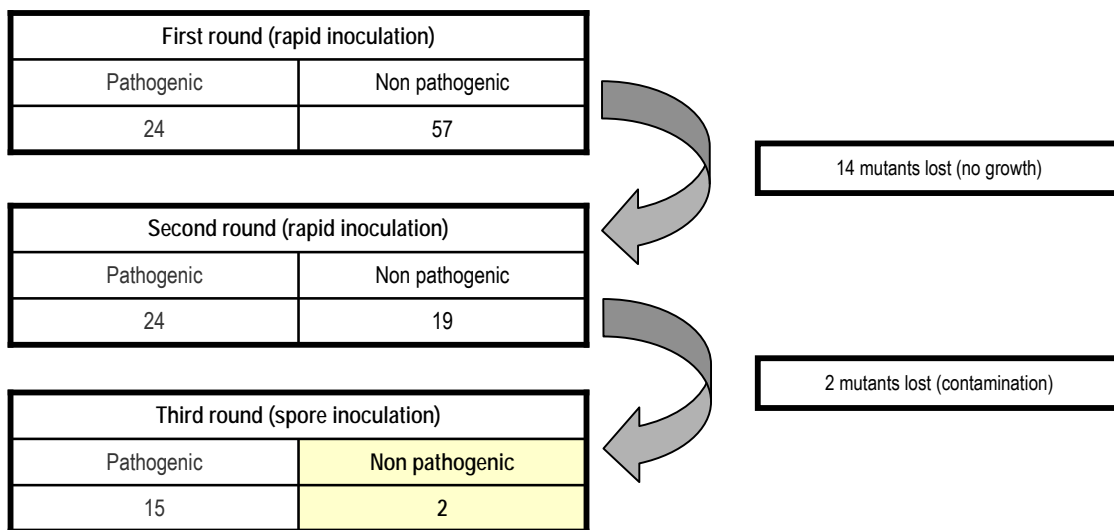 First round (rapid inoculation)
Pathogenic Non pathogenic
24 57
14 mutants lost (no growth)
Second round (rapid inoculation)
Pathogenic Non pathogenic
24 19
2 mutants lost (contamination)
Third round (spore inoculation)
Pathogenic Non pathogenic
15 2